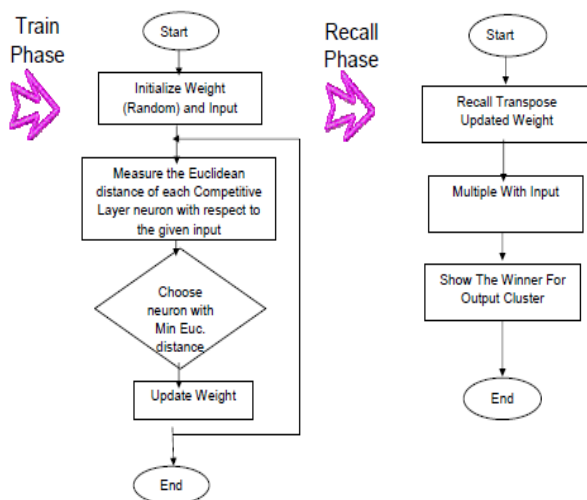 Train
Phase
Start
Initialize Weight
(Random) and Input
Measure the Euclidean
distance of each Competitive
Layer neuron with respect to
the given input
Choose
neuron with
Min Euc.
distance
Update Weight
End
Recall
Phase
Start
Recall Transpose
Updated Weight
Multiple With Input
Show The Winner For
Output Cluster
End